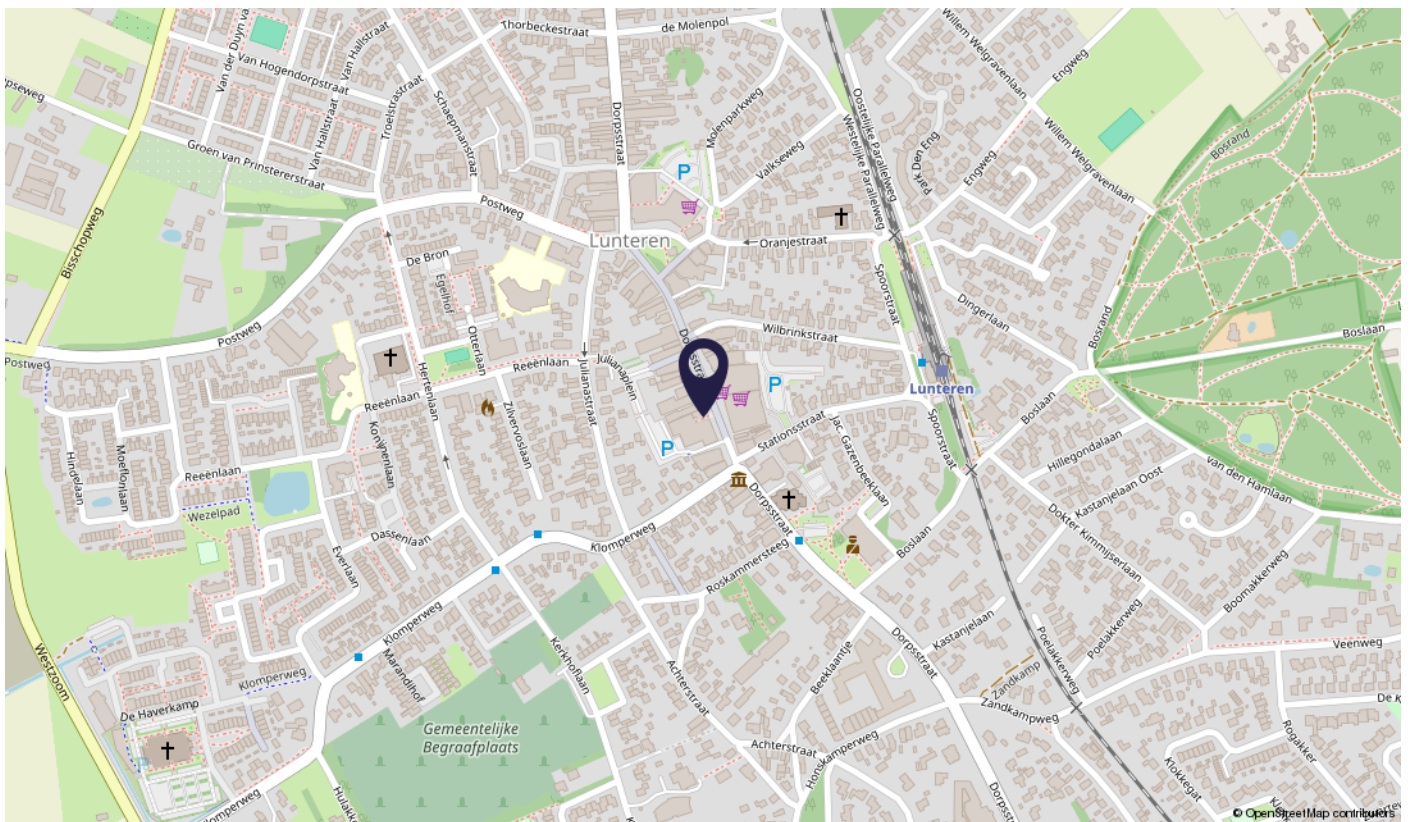 Thorbeckestraat
de Molenpol
Van Hallstraat
Van Hogendorpstraat
Troelstrastraat
Schaepmanstraat
Dorpsstraat
Molenparkweg
Valkseweg
Westelijke Parallelweg
Oostelijke Parallelweg
Willem Welgravenlaan
Engweg
Park Den Eng
Engweg
Willem Welgravenlaan
Bosrand
Groen van Prinstererstraat
Van Hallstraat
Bisschopweg
Postweg
P
Lunteren
Oranjestraat
De Bron
Egelhof
Otterlaan
Spoorstraat
Dingerlaan
Bosrand
Boslaan
Postweg
Postweg
Wilbrinkstraat
Reeënlaan
Julianaplein
Julianastraat
Hertenlaan
Reeënlaan
Zilvervoslaan
Konijnenlaan
P
Lunteren
Spoorstraat
Stationsstraat
Jac. Gazenbeeklaan
Boslaan
Hillegondalaan
Kastanjelaan Oost
van den Hamlaan
P
Hindelaan
Moeflonlaan
Reeënlaan
Wezelpad
Dassenlaan
Everlaan
Klomperweg
Dorpsstraat
Roskammersteeg
Boslaan
Dokter Kimmijserlaan
Boomakkerweg
Poelakkerweg
Poelakkerweg
Veenweg
Kastanjelaan
Zandkamp
Zandkampweg
Dorpsstraat
Beeklaantje
Klomperweg
Marandihof
Kerkhoflaan
Achterstraat
Westzoom
Klomperweg
De Haverkamp
Gemeentelijke
Begraafplaats
Achterstraat
Honskamperweg
Dorpsstraat
Rogakker
Klokkegat
Klomperweg
© OpenStreetMap contributors